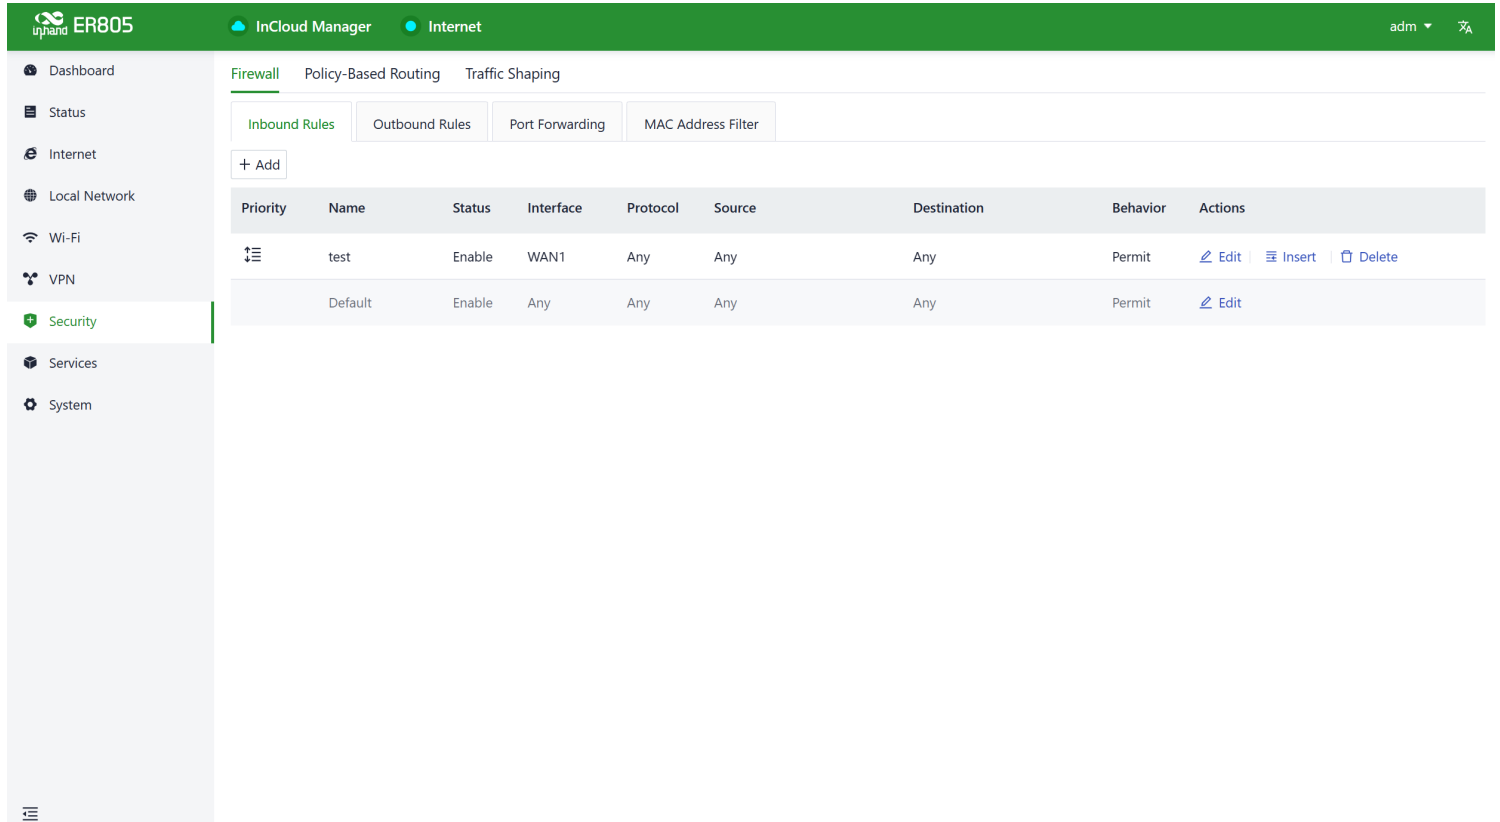 inhand ER805 InCloud Manager Internet adm
Dashboard
Status
Internet
Local Network
Wi-Fi
VPN
Security
Services
System
Firewall Policy-Based Routing Traffic Shaping
Inbound Rules Outbound Rules Port Forwarding MAC Address Filter
+ Add
Priority Name Status Interface Protocol Source Destination Behavior Actions
test Enable WAN1 Any Any Any Permit Edit Insert Delete
Default Enable Any Any Any Any Permit Edit